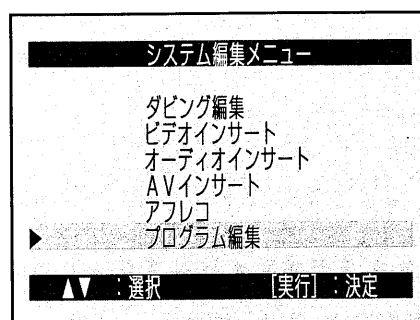 システム編集メニュー
ダビング編集
ビデオインサート
オーディオインサート
AVインサート
アフレコ
▶ プログラム編集
▲▼ :選択 [実行] :決定